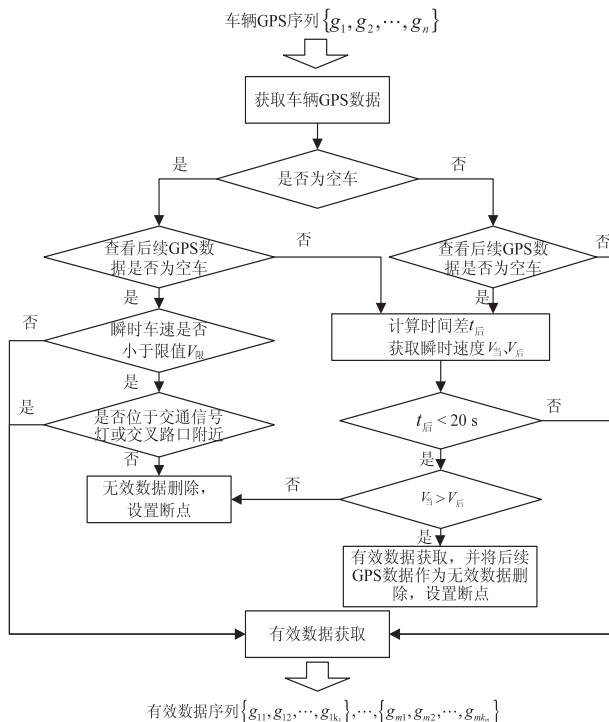 车辆GPS序列{g₁, g₂, ⋯, gₙ}
获取车辆GPS数据
是
是否为空车
否
查看后续GPS数
据是否为空车
否
查看后续GPS数
据是否为空车
否
是
是
否
瞬时车速是否
小于限值V限
计算时间差t后
获取瞬时速度V当、V后
是
是否位于交通信号
灯或交叉路口附近
t后 < 20 s
否
否
是
无效数据删除,
设置断点
否
V当 > V后
是
有效数据获取，并将后续
GPS数据作为无效数据删
除，设置断点
有效数据获取
有效数据序列{g₁₁, g₁₂, ⋯, g₁ₖ₁}, ⋯, {gₘ₁, gₘ₂, ⋯, gₘₖₘ}